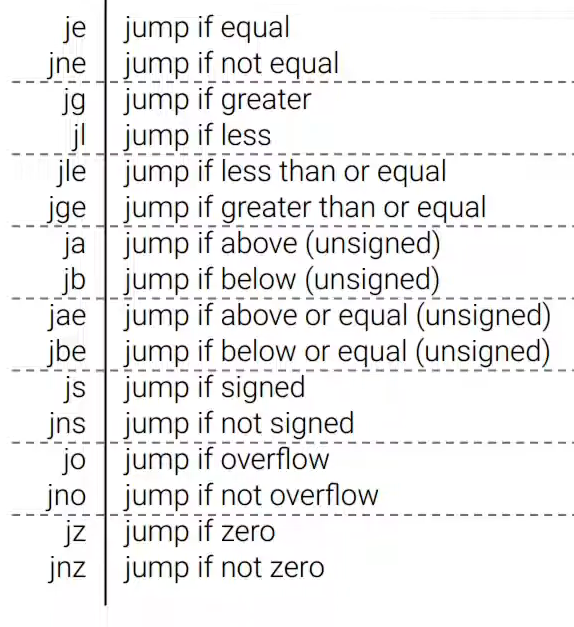 je jump if equal
jne jump if not equal
jg jump if greater
jl jump if less
jle jump if less than or equal
jge jump if greater than or equal
ja jump if above (unsigned)
jb jump if below (unsigned)
jae jump if above or equal (unsigned)
jbe jump if below or equal (unsigned)
js jump if signed
jns jump if not signed
jo jump if overflow
jno jump if not overflow
jz jump if zero
jnz jump if not zero